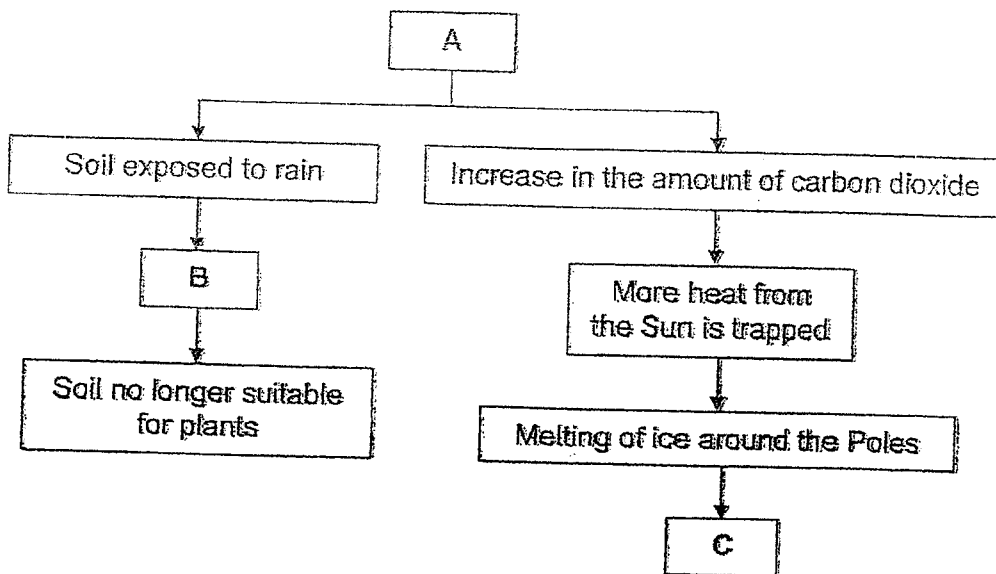 A
Soil exposed to rain
Increase in the amount of carbon dioxide
B
More heat from
the Sun is trapped
Soil no longer suitable
for plants
Melting of ice around the Poles
C